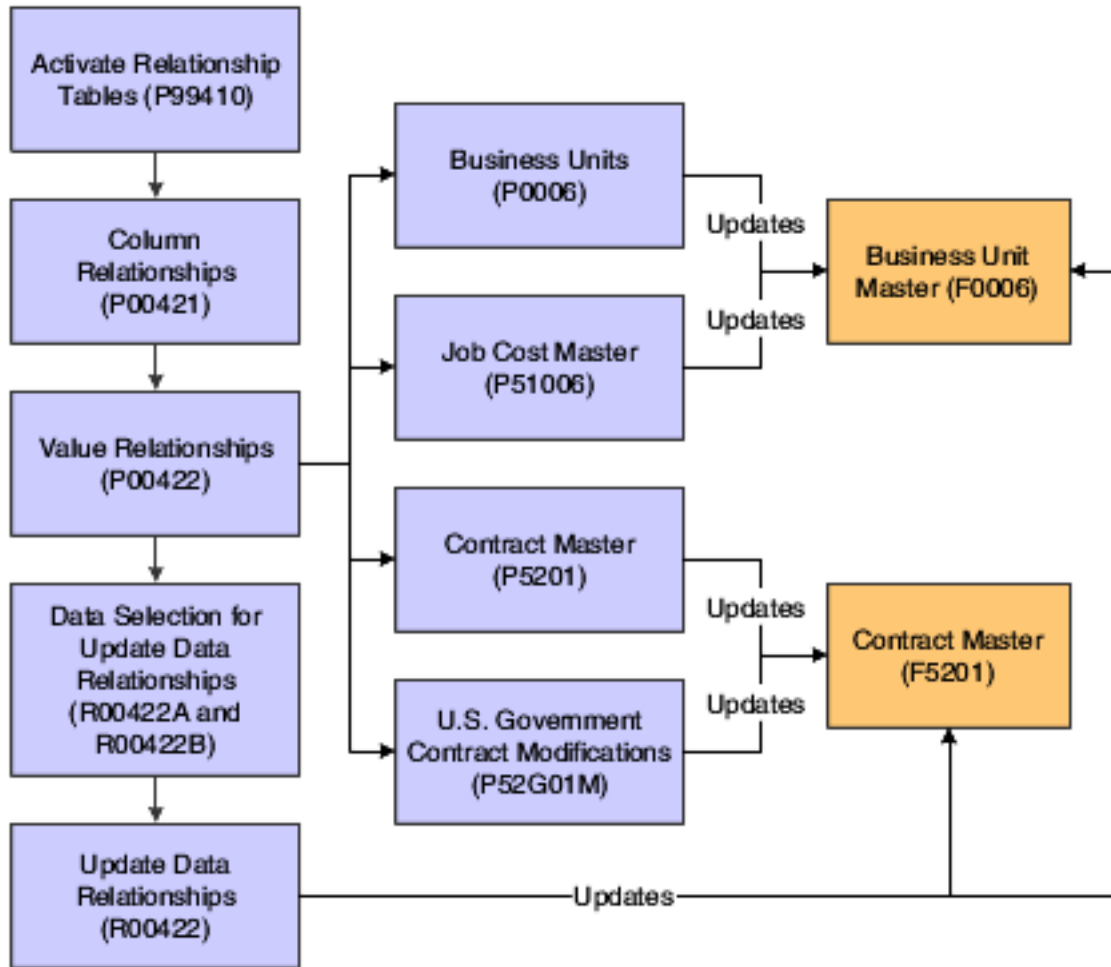 Activate Relationship
Tables (P99410)
Column
Relationships
(P00421)
Value Relationships
(P00422)
Data Selection for
Update Data
Relationships
(R00422A and
R00422B)
Update Data
Relationships
(R00422)
Business Units
(P0006)
Job Cost Master
(P51006)
Contract Master
(P5201)
U.S. Government
Contract Modifications
(P52G01M)
Updates
Updates
Updates
Updates
Updates
Business Unit
Master (F0006)
Contract Master
(F5201)